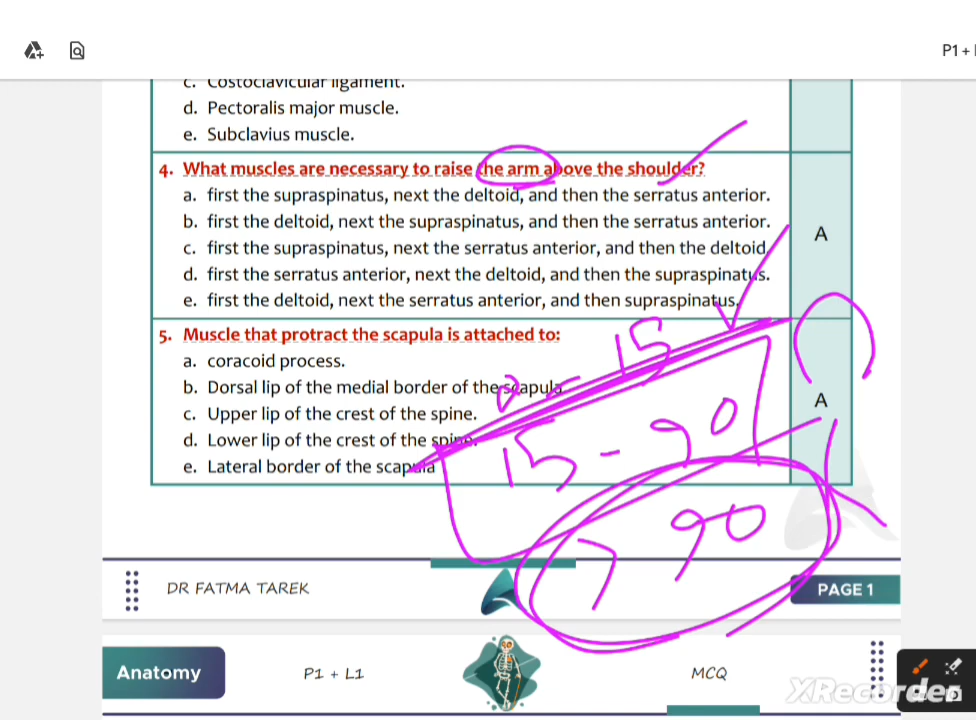 P1 +
c. Costoclavicular ligament.
d. Pectoralis major muscle.
e. Subclavius muscle.
4. What muscles are necessary to raise the arm above the shoulder?
a. first the supraspinatus, next the deltoid, and then the serratus anterior.
b. first the deltoid, next the supraspinatus, and then the serratus anterior.
c. first the supraspinatus, next the serratus anterior, and then the deltoid.
d. first the serratus anterior, next the deltoid, and then the supraspinatus.
e. first the deltoid, next the serratus anterior, and then supraspinatus.
A
5. Muscle that protract the scapula is attached to:
a. coracoid process.
b. Dorsal lip of the medial border of the scapula
c. Upper lip of the crest of the spine.
d. Lower lip of the crest of the spine.
e. Lateral border of the scapula
A
15
15 - 90
> 90
DR FATMA TAREK
PAGE 1
Anatomy
P1 + L1
MCQ
XRecorder